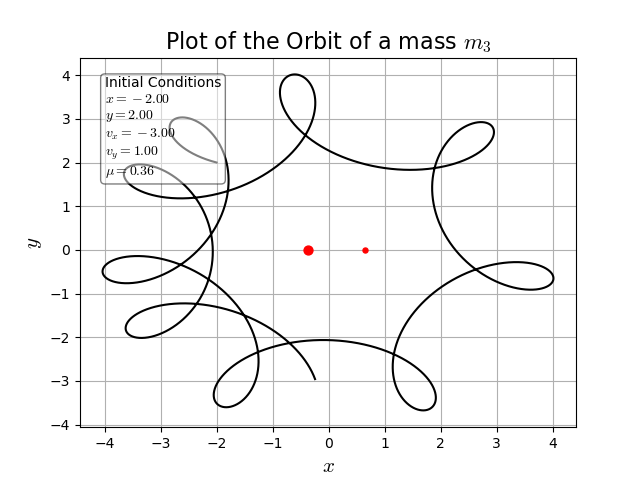 Plot of the Orbit of a mass m₃
Initial Conditions
x = −2.00
y = 2.00
vₓ = −3.00
v_y = 1.00
μ = 0.36
4
3
2
1
0
−1
−2
−3
−4
y
−4 −3 −2 −1 0 1 2 3 4
x